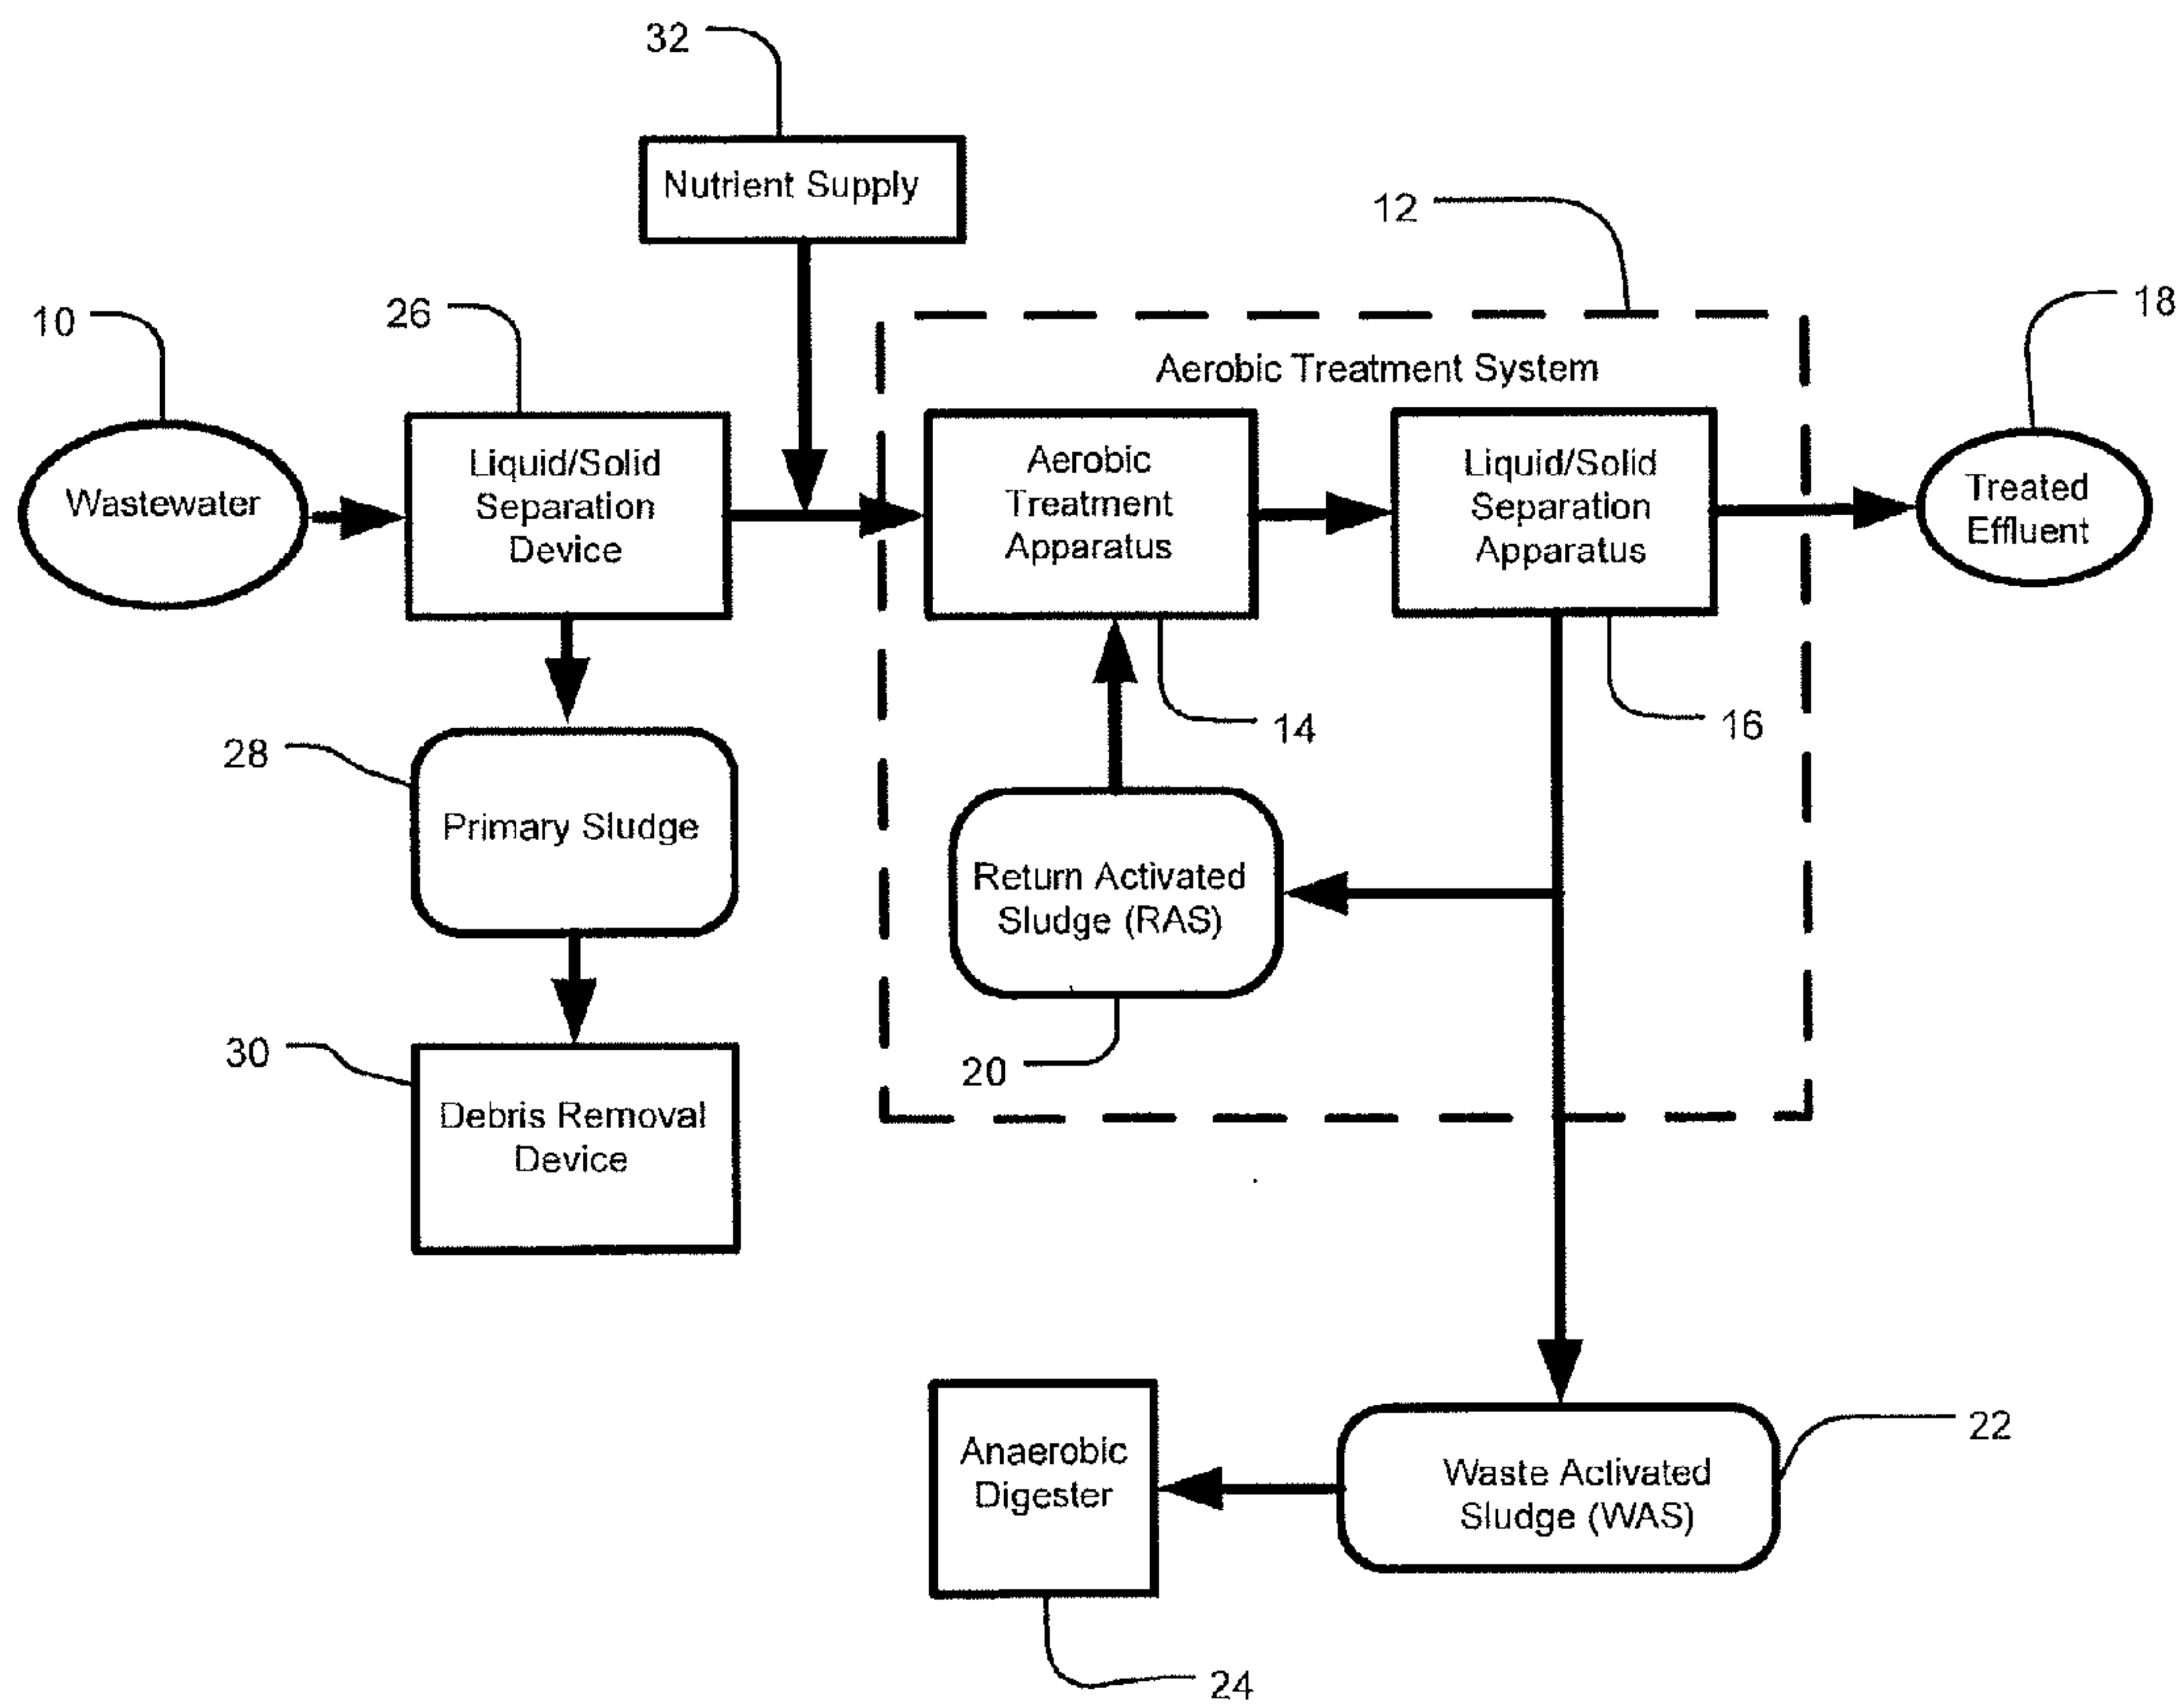 32
Nutrient Supply
12
18
10
26
Aerobic Treatment System
Wastewater
Liquid/Solid
Separation
Device
Aerobic
Treatment
Apparatus
Liquid/Solid
Separation
Apparatus
Treated
Effluent
14
16
28
Primary Sludge
Return Activated
Sludge (RAS)
20
30
Debris Removal
Device
22
Anaerobic
Digester
Waste Activated
Sludge (WAS)
24